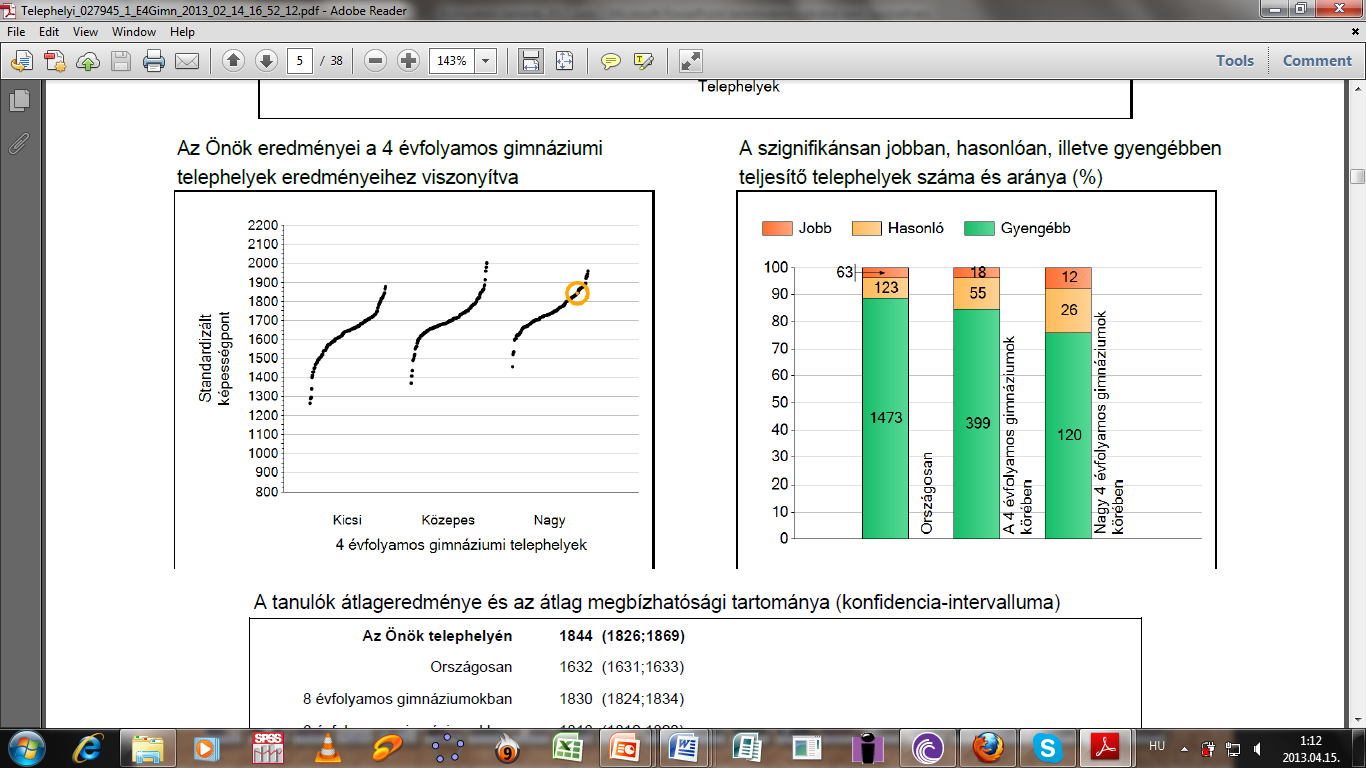 Telephelyi_027945_1_E4Gimn_2013_02_14_16_52_12.pdf - Adobe Reader
File Edit View Window Help
5 / 38 143% Tools Comment
Telephelyek
Az Önök eredményei a 4 évfolyamos gimnáziumi
telephelyek eredményeihez viszonyítva
2200
2100
2000
1900
1800
1700
1600
1500
1400
1300
1200
1100
1000
900
800
Standardizált
képességpont
Kicsi Közepes Nagy
4 évfolyamos gimnáziumi telephelyek
A szignifikánsan jobban, hasonlóan, illetve gyengébben
teljesítő telephelyek száma és aránya (%)
Jobb Hasonló Gyengébb
100
90
80
70
60
50
40
30
20
10
0
63
123
1473
Országosan
18
55
399
A 4 évfolyamos gimnáziumok
körében
12
26
120
Nagy 4 évfolyamos gimnáziumok
körében
A tanulók átlageredménye és az átlag megbízhatósági tartománya (konfidencia-intervalluma)
Az Önök telephelyén 1844 (1826;1869)
Országosan 1632 (1631;1633)
8 évfolyamos gimnáziumokban 1830 (1824;1834)
SPSS
9
HU
1:12
2013.04.15.